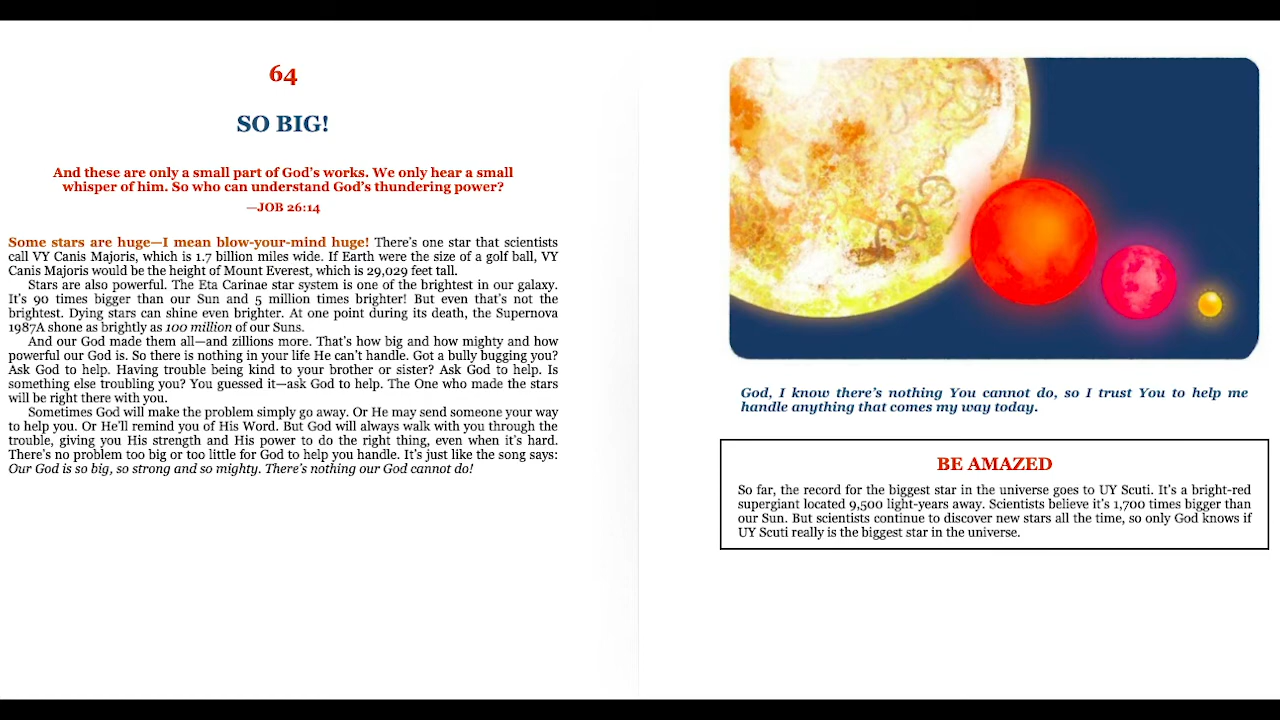 64
SO BIG!
And these are only a small part of God's works. We only hear a small
whisper of him. So who can understand God's thundering power?
—JOB 26:14
Some stars are huge—I mean blow-your-mind huge! There's one star that scientists
call VY Canis Majoris, which is 1.7 billion miles wide. If Earth were the size of a golf ball, VY
Canis Majoris would be the height of Mount Everest, which is 29,029 feet tall.
Stars are also powerful. The Eta Carinae star system is one of the brightest in our galaxy.
It's 90 times bigger than our Sun and 5 million times brighter! But even that's not the
brightest. Dying stars can shine even brighter. At one point during its death, the Supernova
1987A shone as brightly as 100 million of our Suns.
And our God made them all—and zillions more. That's how big and how mighty and how
powerful our God is. So there is nothing in your life He can't handle. Got a bully bugging you?
Ask God to help. Having trouble being kind to your brother or sister? Ask God to help. Is
something else troubling you? You guessed it—ask God to help. The One who made the stars
will be right there with you.
Sometimes God will make the problem simply go away. Or He may send someone your way
to help you. Or He'll remind you of His Word. But God will always walk with you through the
trouble, giving you His strength and His power to do the right thing, even when it's hard.
There's no problem too big or too little for God to help you handle. It's just like the song says:
Our God is so big, so strong and so mighty. There's nothing our God cannot do!
God, I know there's nothing You cannot do, so I trust You to help me
handle anything that comes my way today.
BE AMAZED
So far, the record for the biggest star in the universe goes to UY Scuti. It's a bright-red
supergiant located 9,500 light-years away. Scientists believe it's 1,700 times bigger than
our Sun. But scientists continue to discover new stars all the time, so only God knows if
UY Scuti really is the biggest star in the universe.